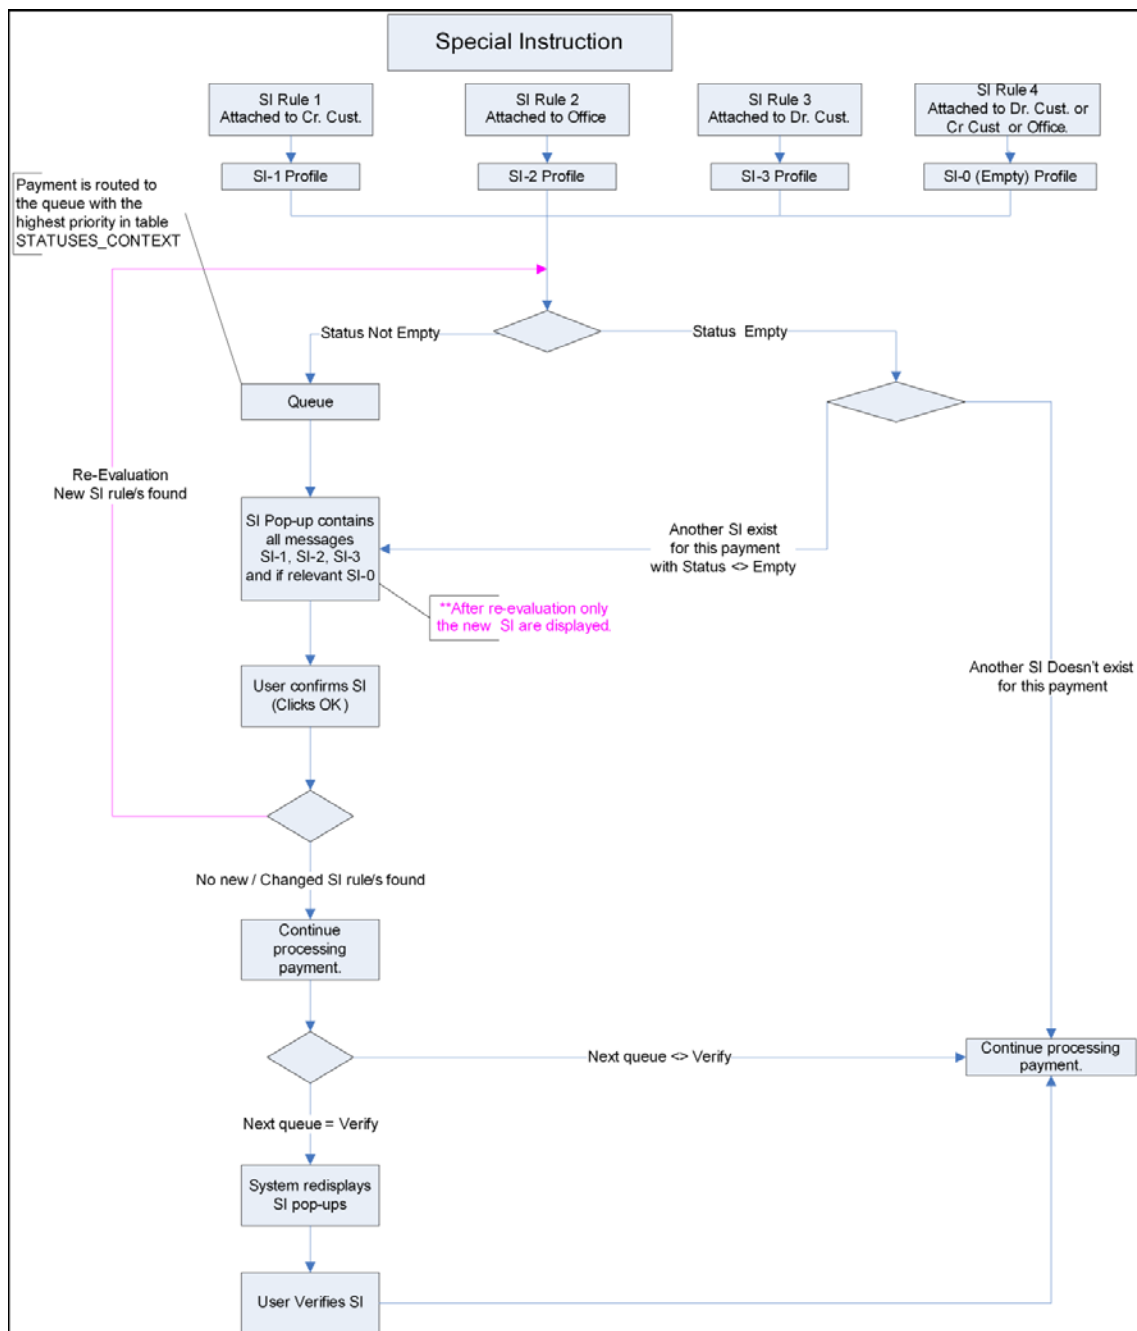 Special Instruction
SI Rule 1
Attached to Cr. Cust.
SI Rule 2
Attached to Office
SI Rule 3
Attached to Dr. Cust.
SI Rule 4
Attached to Dr. Cust. or
Cr Cust or Office.
SI-1 Profile
SI-2 Profile
SI-3 Profile
SI-0 (Empty) Profile
Payment is routed to
the queue with the
highest priority in table
STATUSES_CONTEXT
Status Not Empty
Status Empty
Queue
Re-Evaluation
New SI rule/s found
SI Pop-up contains
all messages
SI-1, SI-2, SI-3
and if relevant SI-0
Another SI exist
for this payment
with Status <> Empty
**After re-evaluation only
the new SI are displayed.
User confirms SI
(Clicks OK )
Another SI Doesn't exist
for this payment
No new / Changed SI rule/s found
Continue
processing
payment.
Next queue <> Verify
Continue processing
payment.
Next queue = Verify
System redisplays
SI pop-ups
User Verifies SI